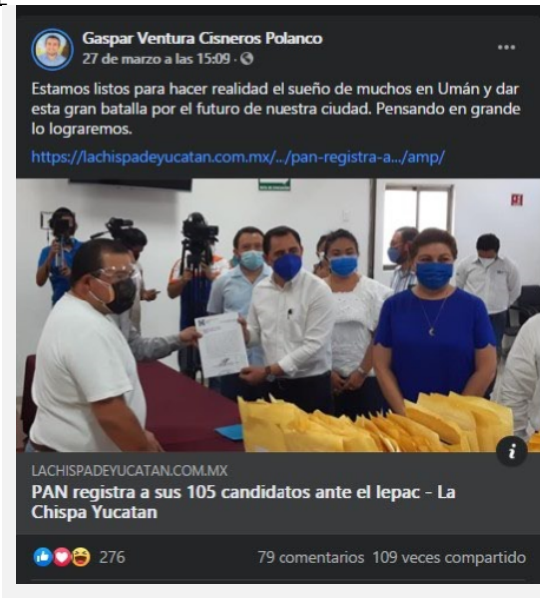 Gaspar Ventura Cisneros Polanco
27 de marzo a las 15:09 ·
Estamos listos para hacer realidad el sueño de muchos en Umán y dar
esta gran batalla por el futuro de nuestra ciudad. Pensando en grande
lo lograremos.
https://lachispadeyucatan.com.mx/../pan-registra-a.../amp/
LACHISPADEYUCATAN.COM.MX
PAN registra a sus 105 candidatos ante el Iepac - La
Chispa Yucatan
276
79 comentarios 109 veces compartido